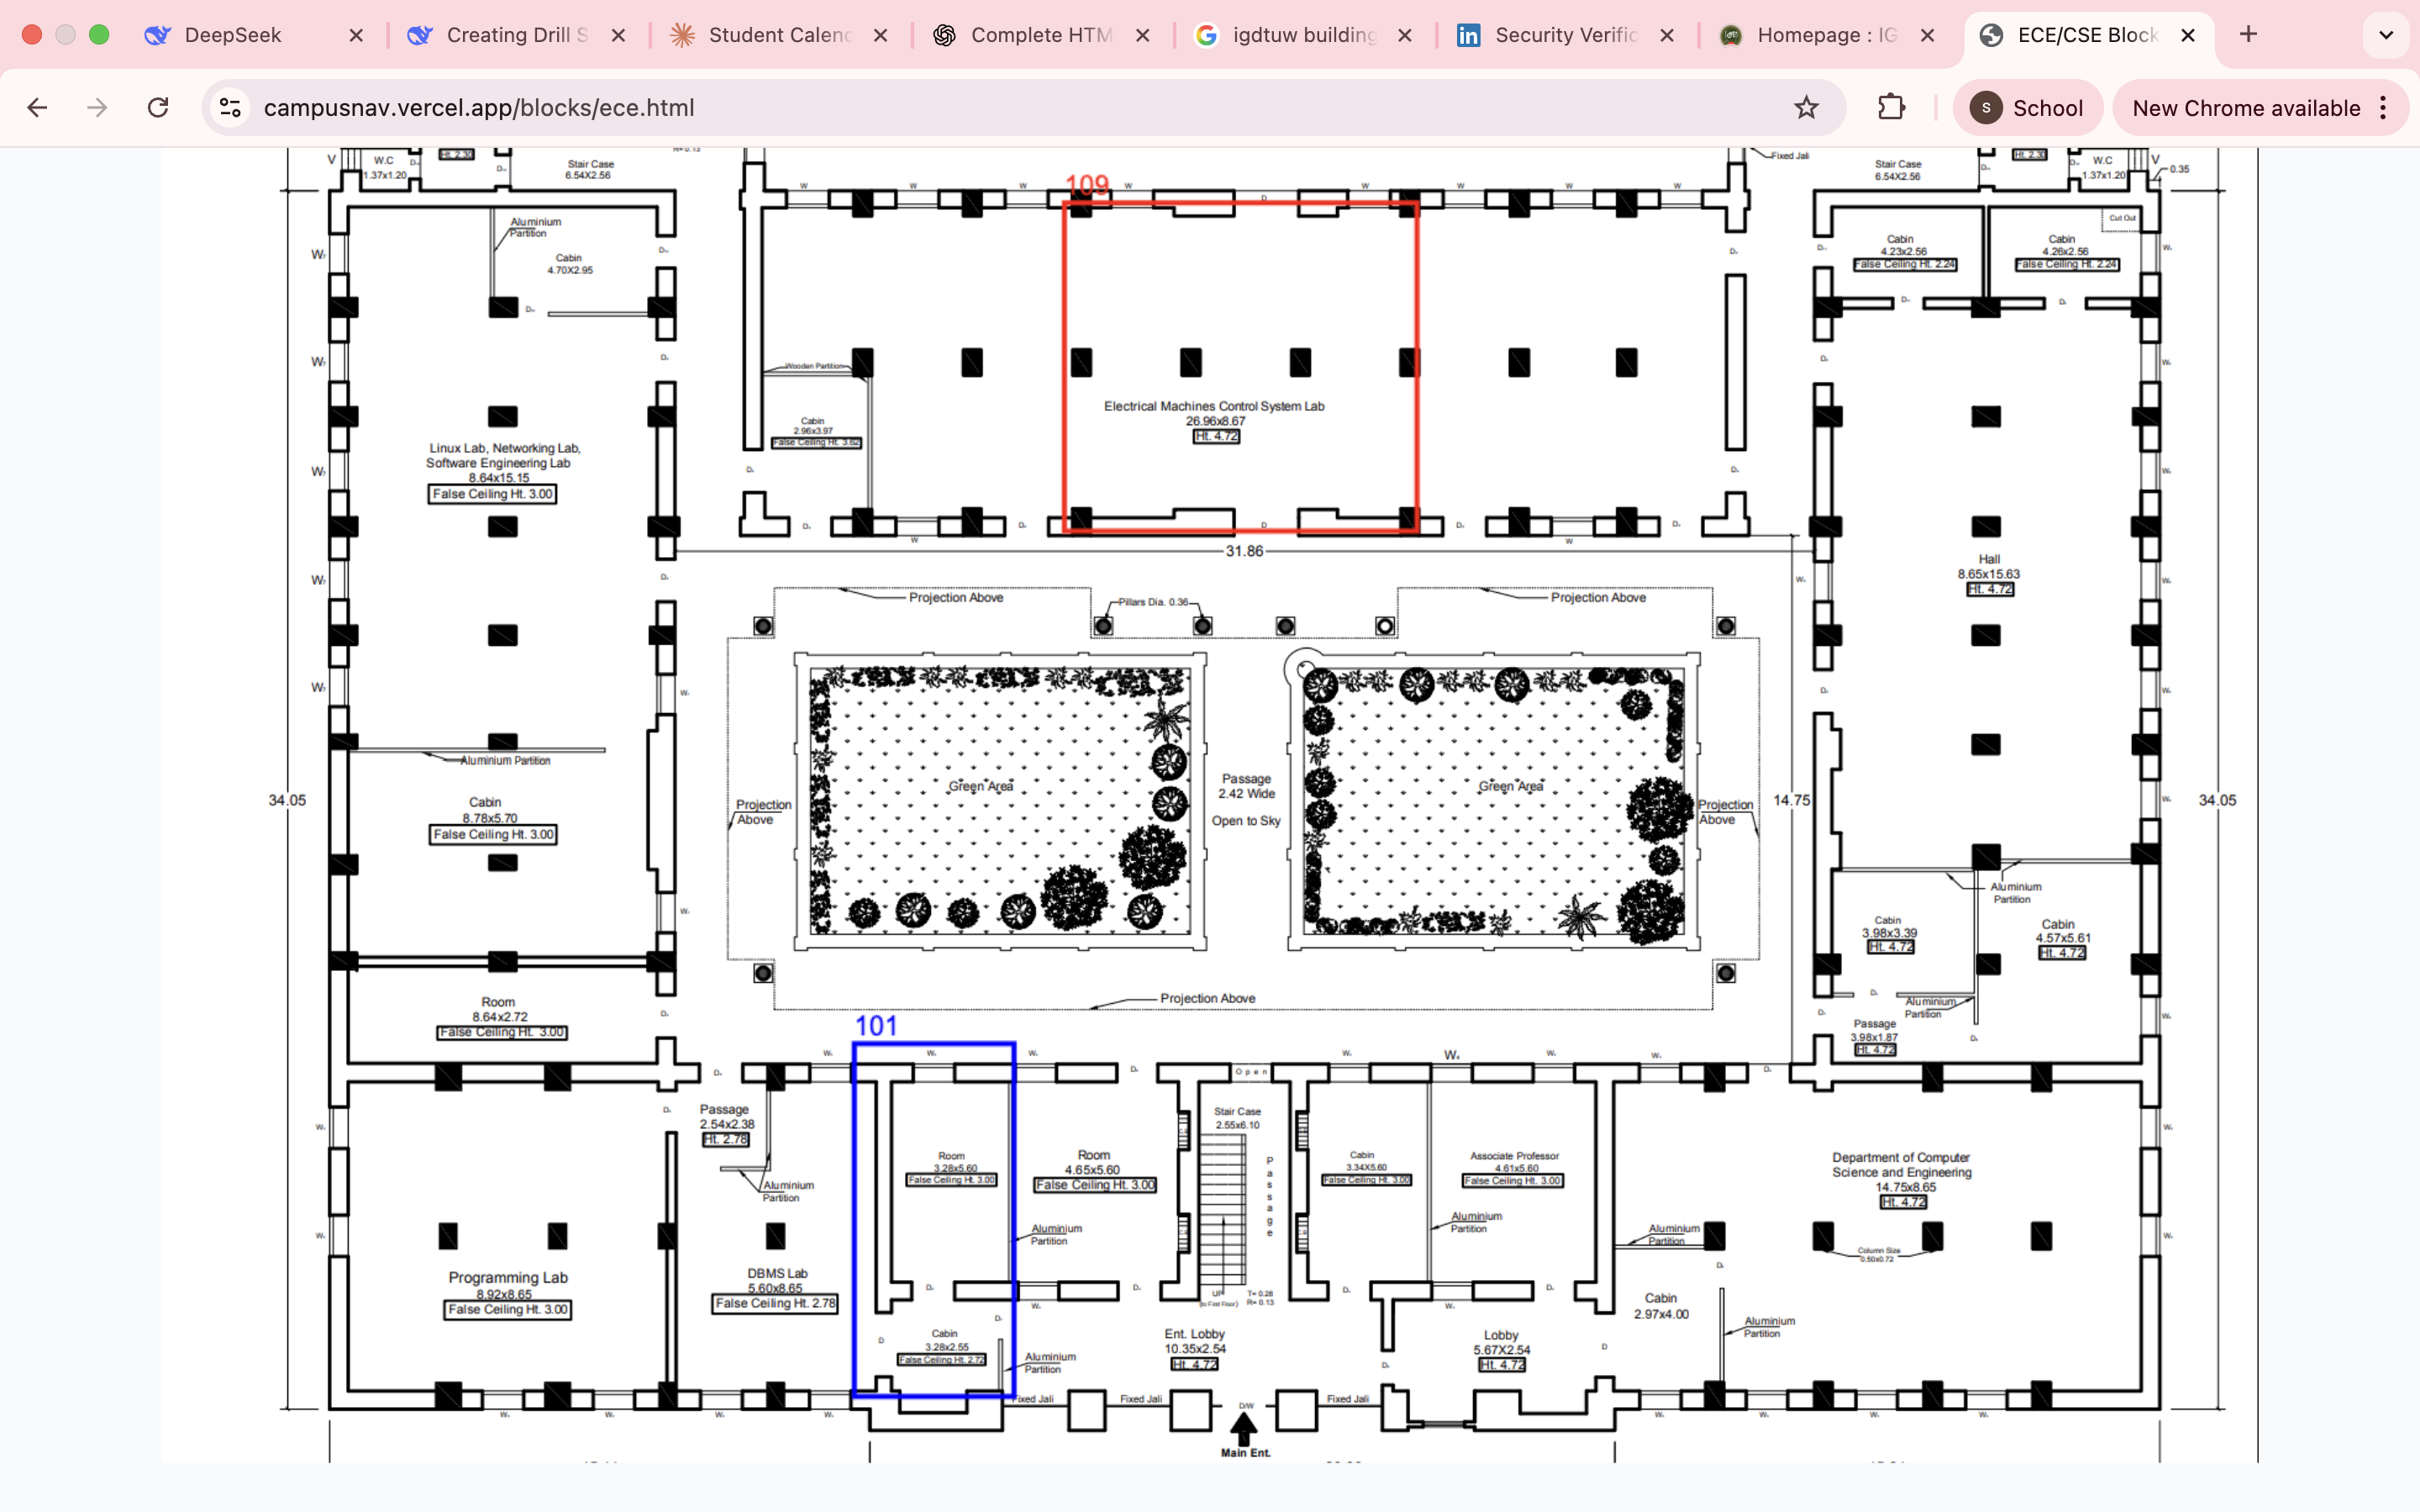 DeepSeek
Creating Drill S
Student Calenc
Complete HTM
igdtuw building
Security Verific
Homepage : IG
ECE/CSE Block
campusnav.vercel.app/blocks/ece.html
S
School
New Chrome available
V
W.C
1.37x1.20
Ht. 2.30
Stair Case
6.54X2.56
R= 0.13
Fixed Jali
Stair Case
6.54X2.56
Ht. 2.30
W.C
1.37x1.20
V
0.35
109
Aluminium
Partition
Cabin
4.70X2.95
Cabin
4.23x2.56
False Ceiling Ht. 2.24
Cabin
4.26x2.56
False Ceiling Ht. 2.24
Cut Out
Wooden Partition
Cabin
2.96x3.97
False Ceiling Ht. 3.62
Electrical Machines Control System Lab
26.96x8.67
Ht. 4.72
Linux Lab, Networking Lab,
Software Engineering Lab
8.64x15.15
False Ceiling Ht. 3.00
31.86
Hall
8.65x15.63
Ht. 4.72
Projection Above
Pillars Dia. 0.36
Projection Above
Aluminium Partition
Green Area
Passage
2.42 Wide
Open to Sky
Green Area
34.05
Cabin
8.78x5.70
False Ceiling Ht. 3.00
Projection
Above
Projection
Above
14.75
34.05
Aluminium
Partition
Cabin
3.98x3.39
Ht. 4.72
Cabin
4.57x5.61
Ht. 4.72
Room
8.64x2.72
False Ceiling Ht. 3.00
Projection Above
Aluminium
Partition
Passage
3.98x1.87
Ht. 4.72
101
Open
Passage
2.54x2.38
Ht. 2.78
Aluminium
Partition
Room
3.28x5.60
False Ceiling Ht. 3.00
Room
4.65x5.60
False Ceiling Ht. 3.00
Stair Case
2.55x6.10
Passage
Cabin
3.34X5.60
False Ceiling Ht. 3.00
Associate Professor
4.61x5.60
False Ceiling Ht. 3.00
Department of Computer
Science and Engineering
14.75x8.65
Ht. 4.72
Aluminium
Partition
Aluminium
Partition
Aluminium
Partition
Column Size
0.50x0.72
Programming Lab
8.92x8.65
False Ceiling Ht. 3.00
DBMS Lab
5.60x8.65
False Ceiling Ht. 2.78
UP
(to First Floor)
T= 0.28
R= 0.13
Cabin
2.97x4.00
Aluminium
Partition
Cabin
3.28x2.55
False Ceiling Ht. 2.72
Aluminium
Partition
Ent. Lobby
10.35x2.54
Ht. 4.72
Lobby
5.67X2.54
Ht. 4.72
Fixed Jali
Fixed Jali
D/W
Fixed Jali
Main Ent.